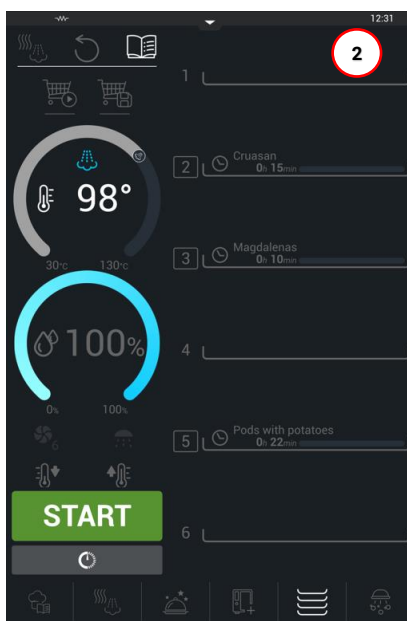 12:31
2
1
2 Cruasan
0h 15min
98°
30°C 130°C
3 Magdalenas
0h 10min
100%
4
0% 100%
6
5 Pods with potatoes
0h 22min
START
6